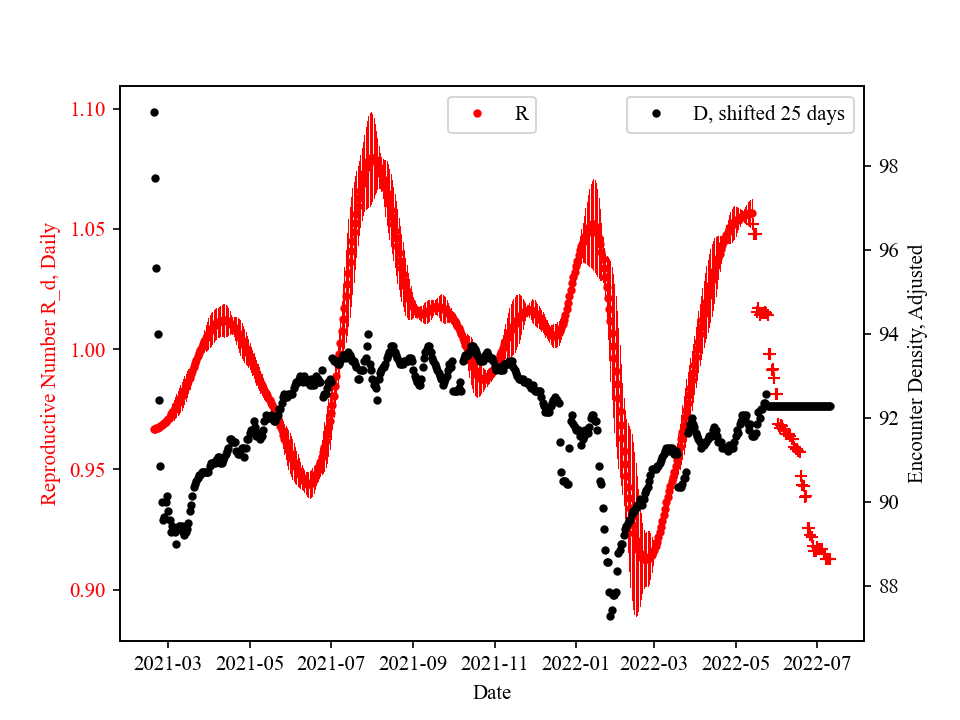 R
D, shifted 25 days
1.10
1.05
1.00
0.95
0.90
Reproductive Number R_d, Daily
98
96
94
92
90
88
Encounter Density, Adjusted
2021-03 2021-05 2021-07 2021-09 2021-11 2022-01 2022-03 2022-05 2022-07
Date